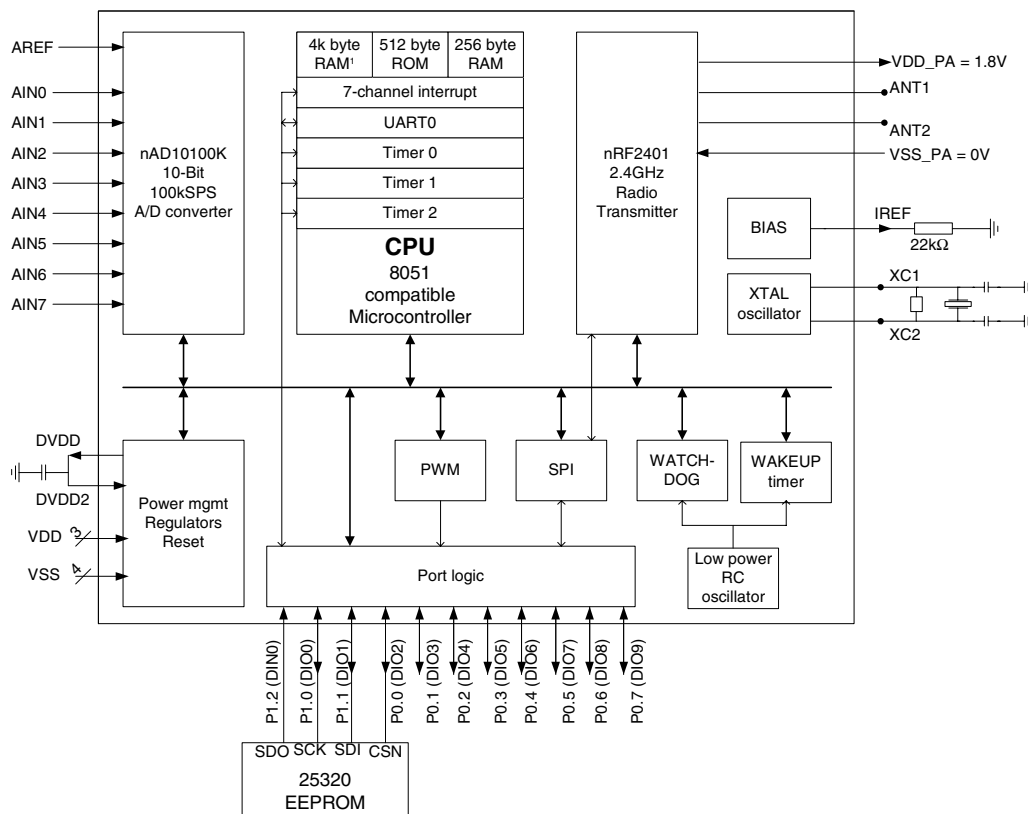 AREF
AIN0
AIN1
AIN2
AIN3
AIN4
AIN5
AIN6
AIN7
nAD10100K
10-Bit
100kSPS
A/D converter
4k byte
RAM¹
512 byte
ROM
256 byte
RAM
7-channel interrupt
UART0
Timer 0
Timer 1
Timer 2
CPU
8051
compatible
Microcontroller
nRF2401
2.4GHz
Radio
Transmitter
VDD_PA = 1.8V
ANT1
ANT2
VSS_PA = 0V
BIAS
IREF
22kΩ
XTAL
oscillator
XC1
XC2
DVDD
DVDD2
VDD
3
VSS
4
Power mgmt
Regulators
Reset
PWM
SPI
WATCH-
DOG
WAKEUP
timer
Low power
RC
oscillator
Port logic
P1.2 (DIN0)
P1.0 (DIO0)
P1.1 (DIO1)
P0.0 (DIO2)
P0.1 (DIO3)
P0.2 (DIO4)
P0.3 (DIO5)
P0.4 (DIO6)
P0.5 (DIO7)
P0.6 (DIO8)
P0.7 (DIO9)
SDO
SCK
SDI
CSN
25320
EEPROM